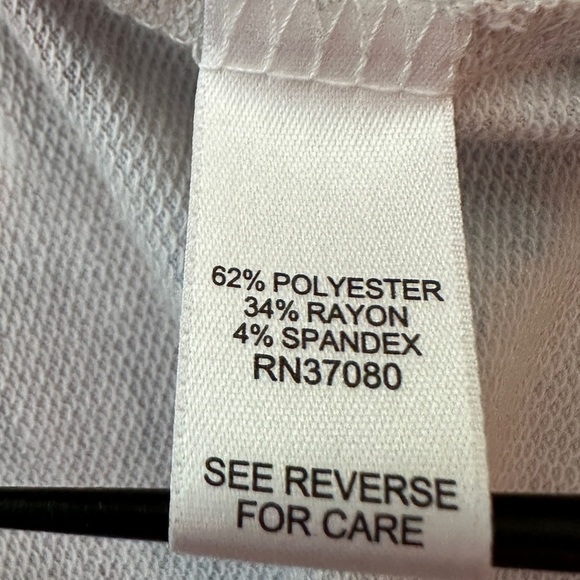 62% POLYESTER
34% RAYON
4% SPANDEX
RN37080
SEE REVERSE
FOR CARE